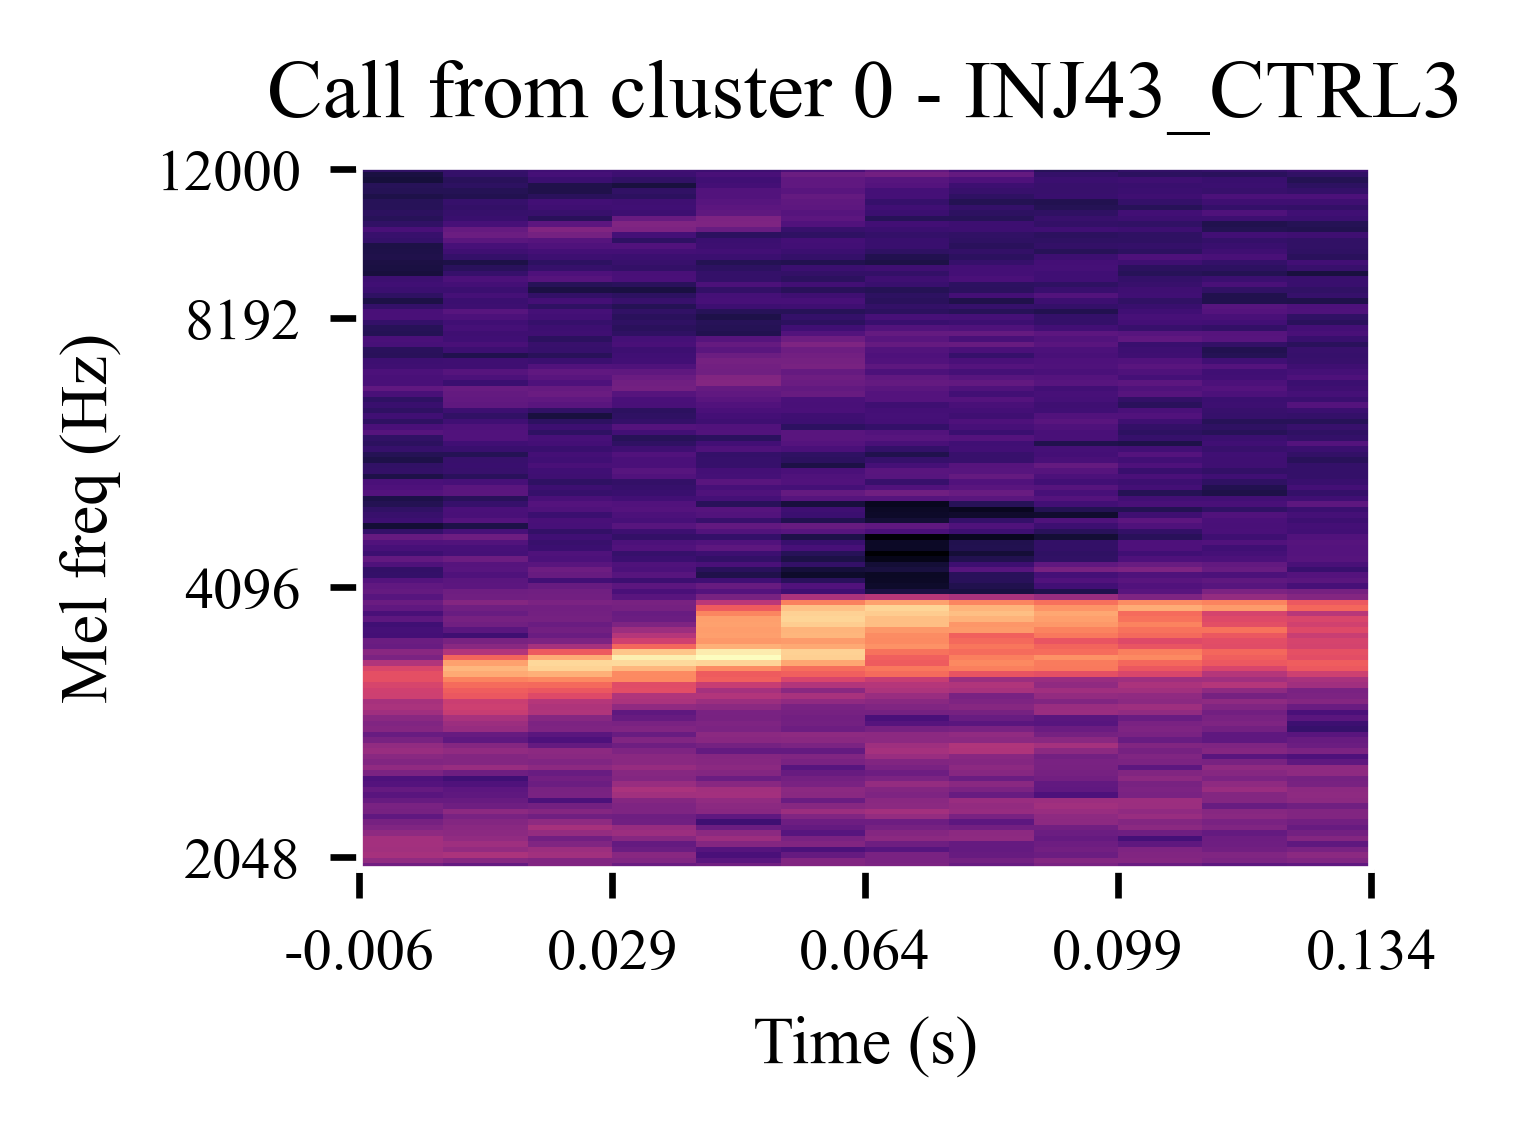 Call from cluster 0 - INJ43_CTRL3
12000
8192
4096
2048
Mel freq (Hz)
-0.006 0.029 0.064 0.099 0.134
Time (s)